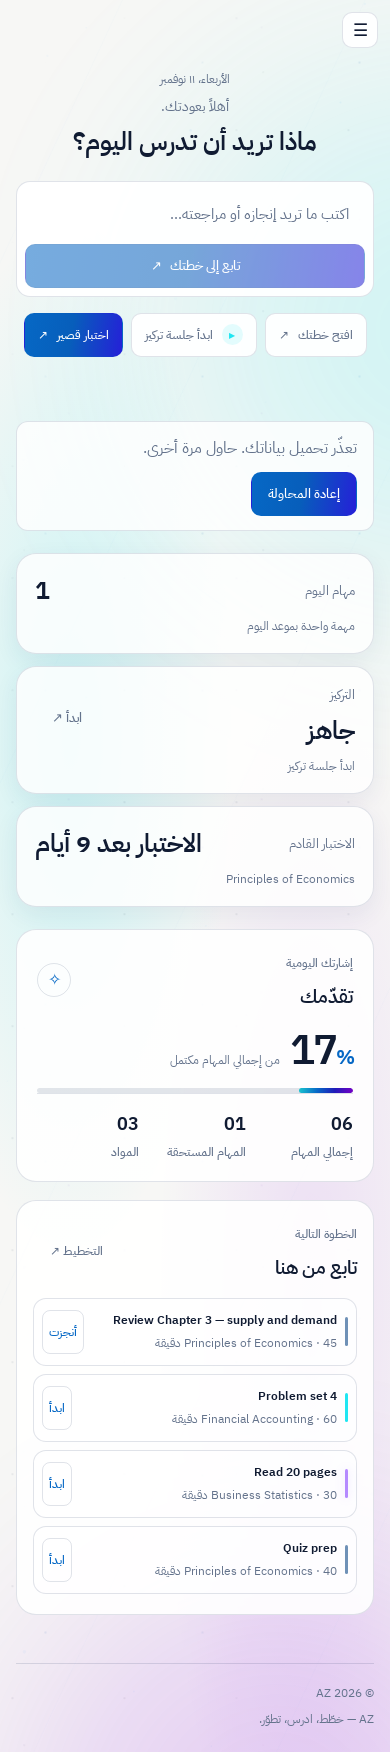 الأربعاء، ١١ نوفمبر
أهلاً بعودتك.
ماذا تريد أن تدرس اليوم؟
اكتب ما تريد إنجازه أو مراجعته...
تابع إلى خطتك ↗
افتح خطتك ↗
ابدأ جلسة تركيز
اختبار قصير ↗
تعذّر تحميل بياناتك. حاول مرة أخرى.
إعادة المحاولة
مهام اليوم
1
مهمة واحدة بموعد اليوم
التركيز
جاهز
ابدأ ↗
ابدأ جلسة تركيز
الاختبار القادم
الاختبار بعد 9 أيام
Principles of Economics
إشارتك اليومية
تقدّمك
17%
من إجمالي المهام مكتمل
06
إجمالي المهام
01
المهام المستحقة
03
المواد
الخطوة التالية
تابع من هنا
التخطيط ↗
Review Chapter 3 — supply and demand
Principles of Economics · 45 دقيقة
أنجزت
Problem set 4
Financial Accounting · 60 دقيقة
ابدأ
Read 20 pages
Business Statistics · 30 دقيقة
ابدأ
Quiz prep
Principles of Economics · 40 دقيقة
ابدأ
© 2026 AZ
AZ — خطّط، ادرس، تطوّر.